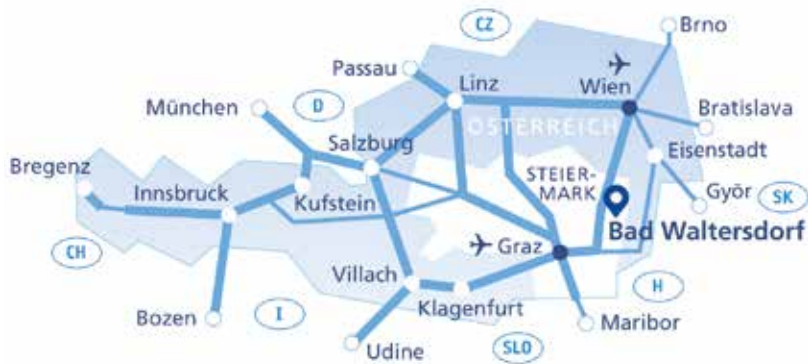 CZ
Brno
Passau
Linz
Wien
München
D
ÖSTERREICH
Bratislava
Salzburg
Eisenstadt
Bregenz
STEIER-
MARK
Innsbruck
Kufstein
Györ
SK
Bad Waltersdorf
CH
Graz
Villach
H
Bozen
I
Klagenfurt
Maribor
Udine
SLO